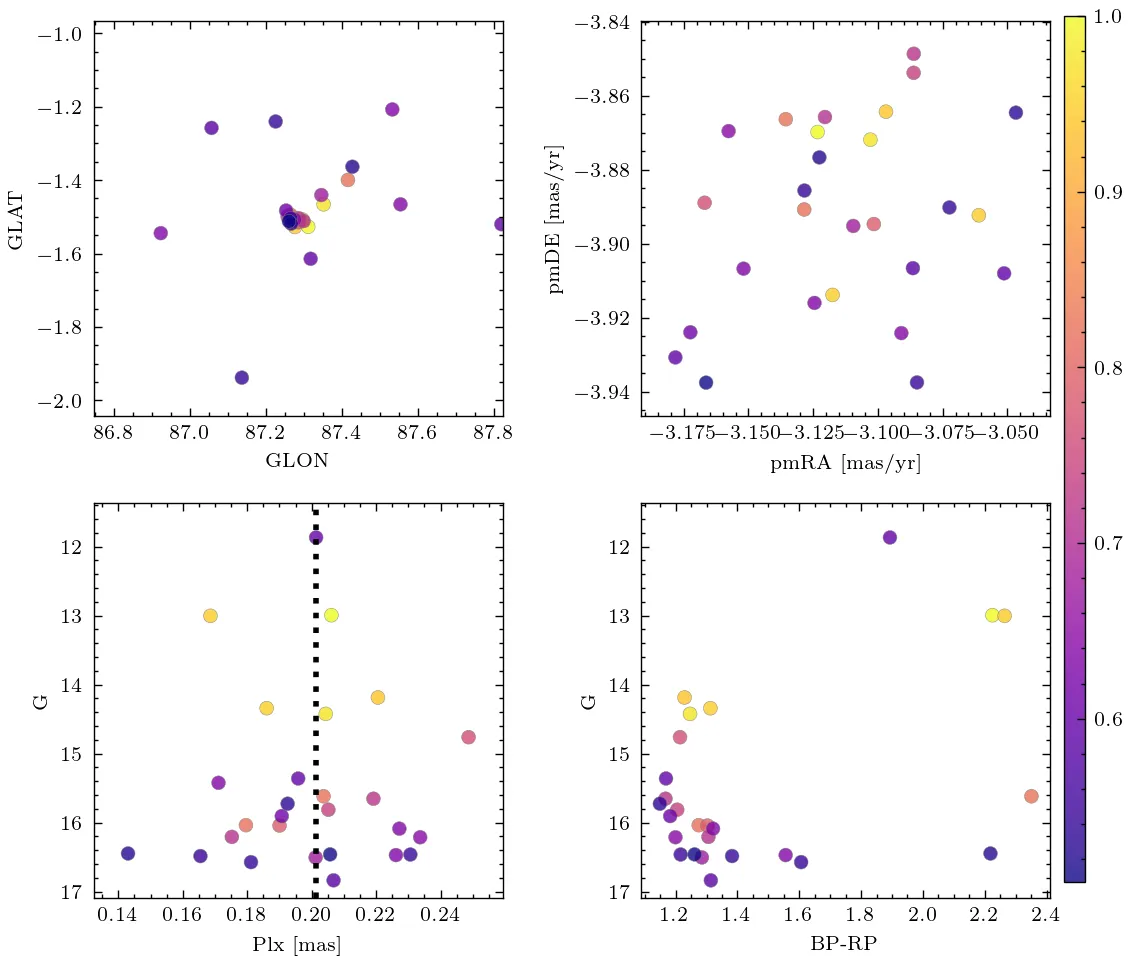 −1.0
−1.2
−1.4
−1.6
−1.8
−2.0
GLAT
86.8 87.0 87.2 87.4 87.6 87.8
GLON
−3.84
−3.86
−3.88
−3.90
−3.92
−3.94
pmDE [mas/yr]
−3.175 −3.150 −3.125 −3.100 −3.075 −3.050
pmRA [mas/yr]
1.0
0.9
0.8
0.7
0.6
12
13
14
15
16
17
G
0.14 0.16 0.18 0.20 0.22 0.24
Plx [mas]
12
13
14
15
16
17
G
1.2 1.4 1.6 1.8 2.0 2.2 2.4
BP-RP